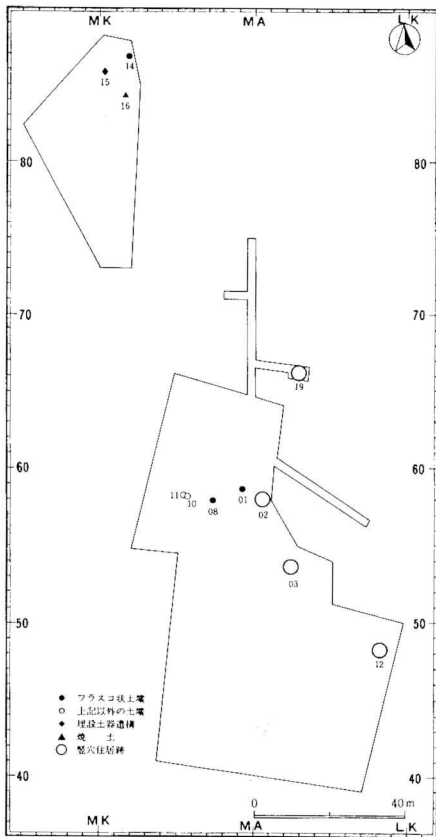 MK MA LK
14
15
16
80 80
70 70
19
60 60
11 10 08 01 02
03
50 50
12
● フラスコ状土壙
○ 上記以外の土壙
◆ 埋設土器遺構
▲ 焼 土
◯ 竪穴住居跡
40 40
0 40m
MK MA LK